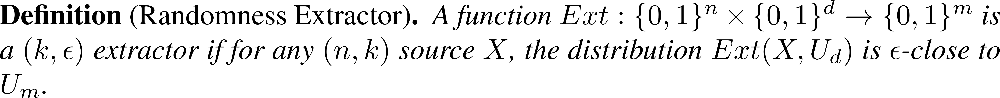 Definition (Randomness Extractor). A function $Ext : \{0,1\}^n \times \{0,1\}^d \longrightarrow \{0,1\}^m$ is
a $(k, \epsilon)$ extractor if for any $(n, k)$ source $X$, the distribution $Ext(X, U_d)$ is $\epsilon$-close to
$U_m$.